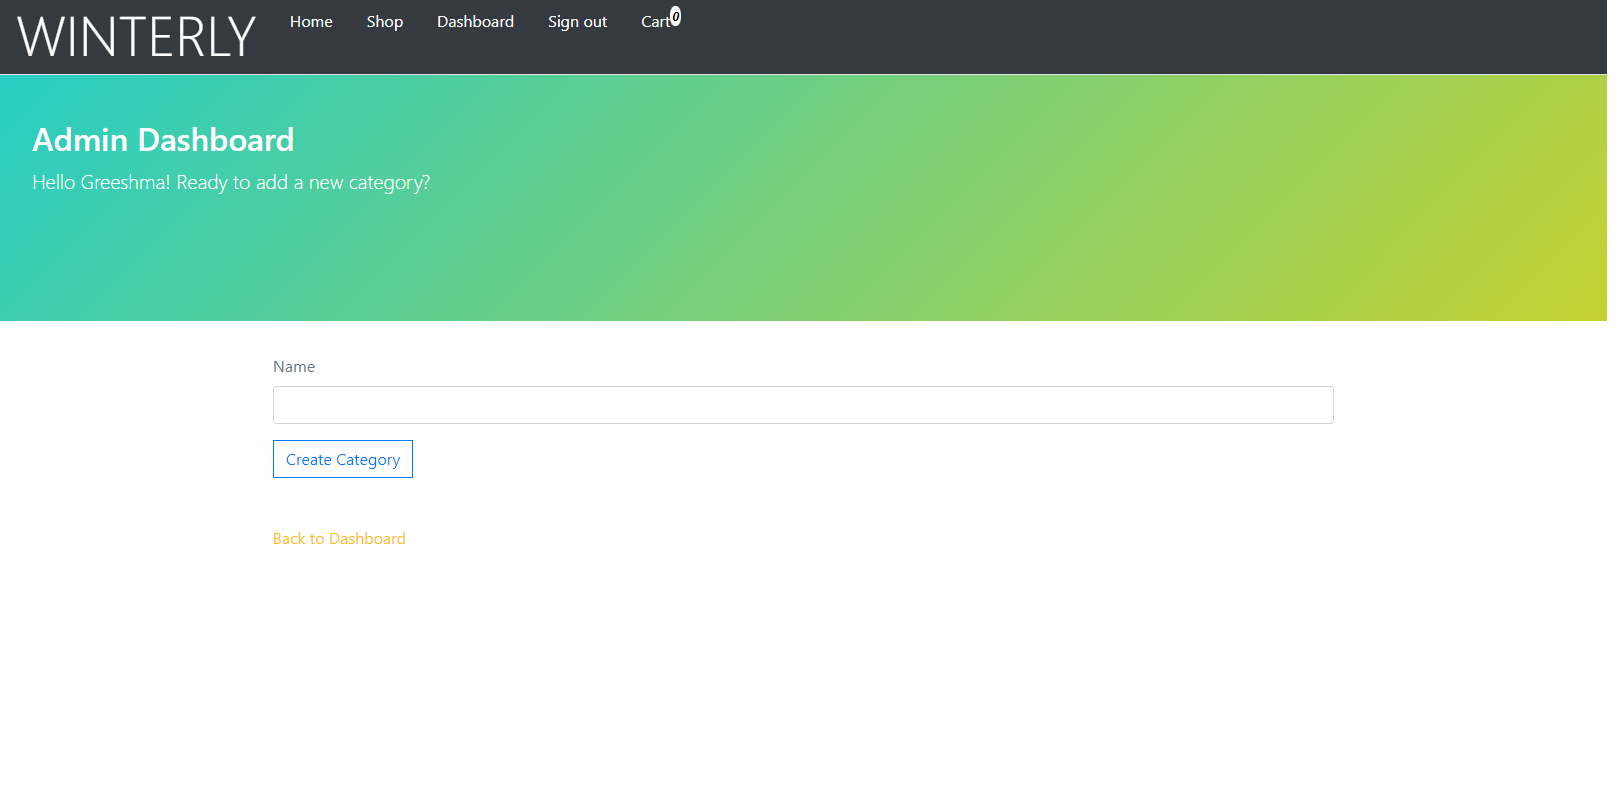 WINTERLY Home Shop Dashboard Sign out Cart 0
Admin Dashboard
Hello Greeshma! Ready to add a new category?
Name
Create Category
Back to Dashboard